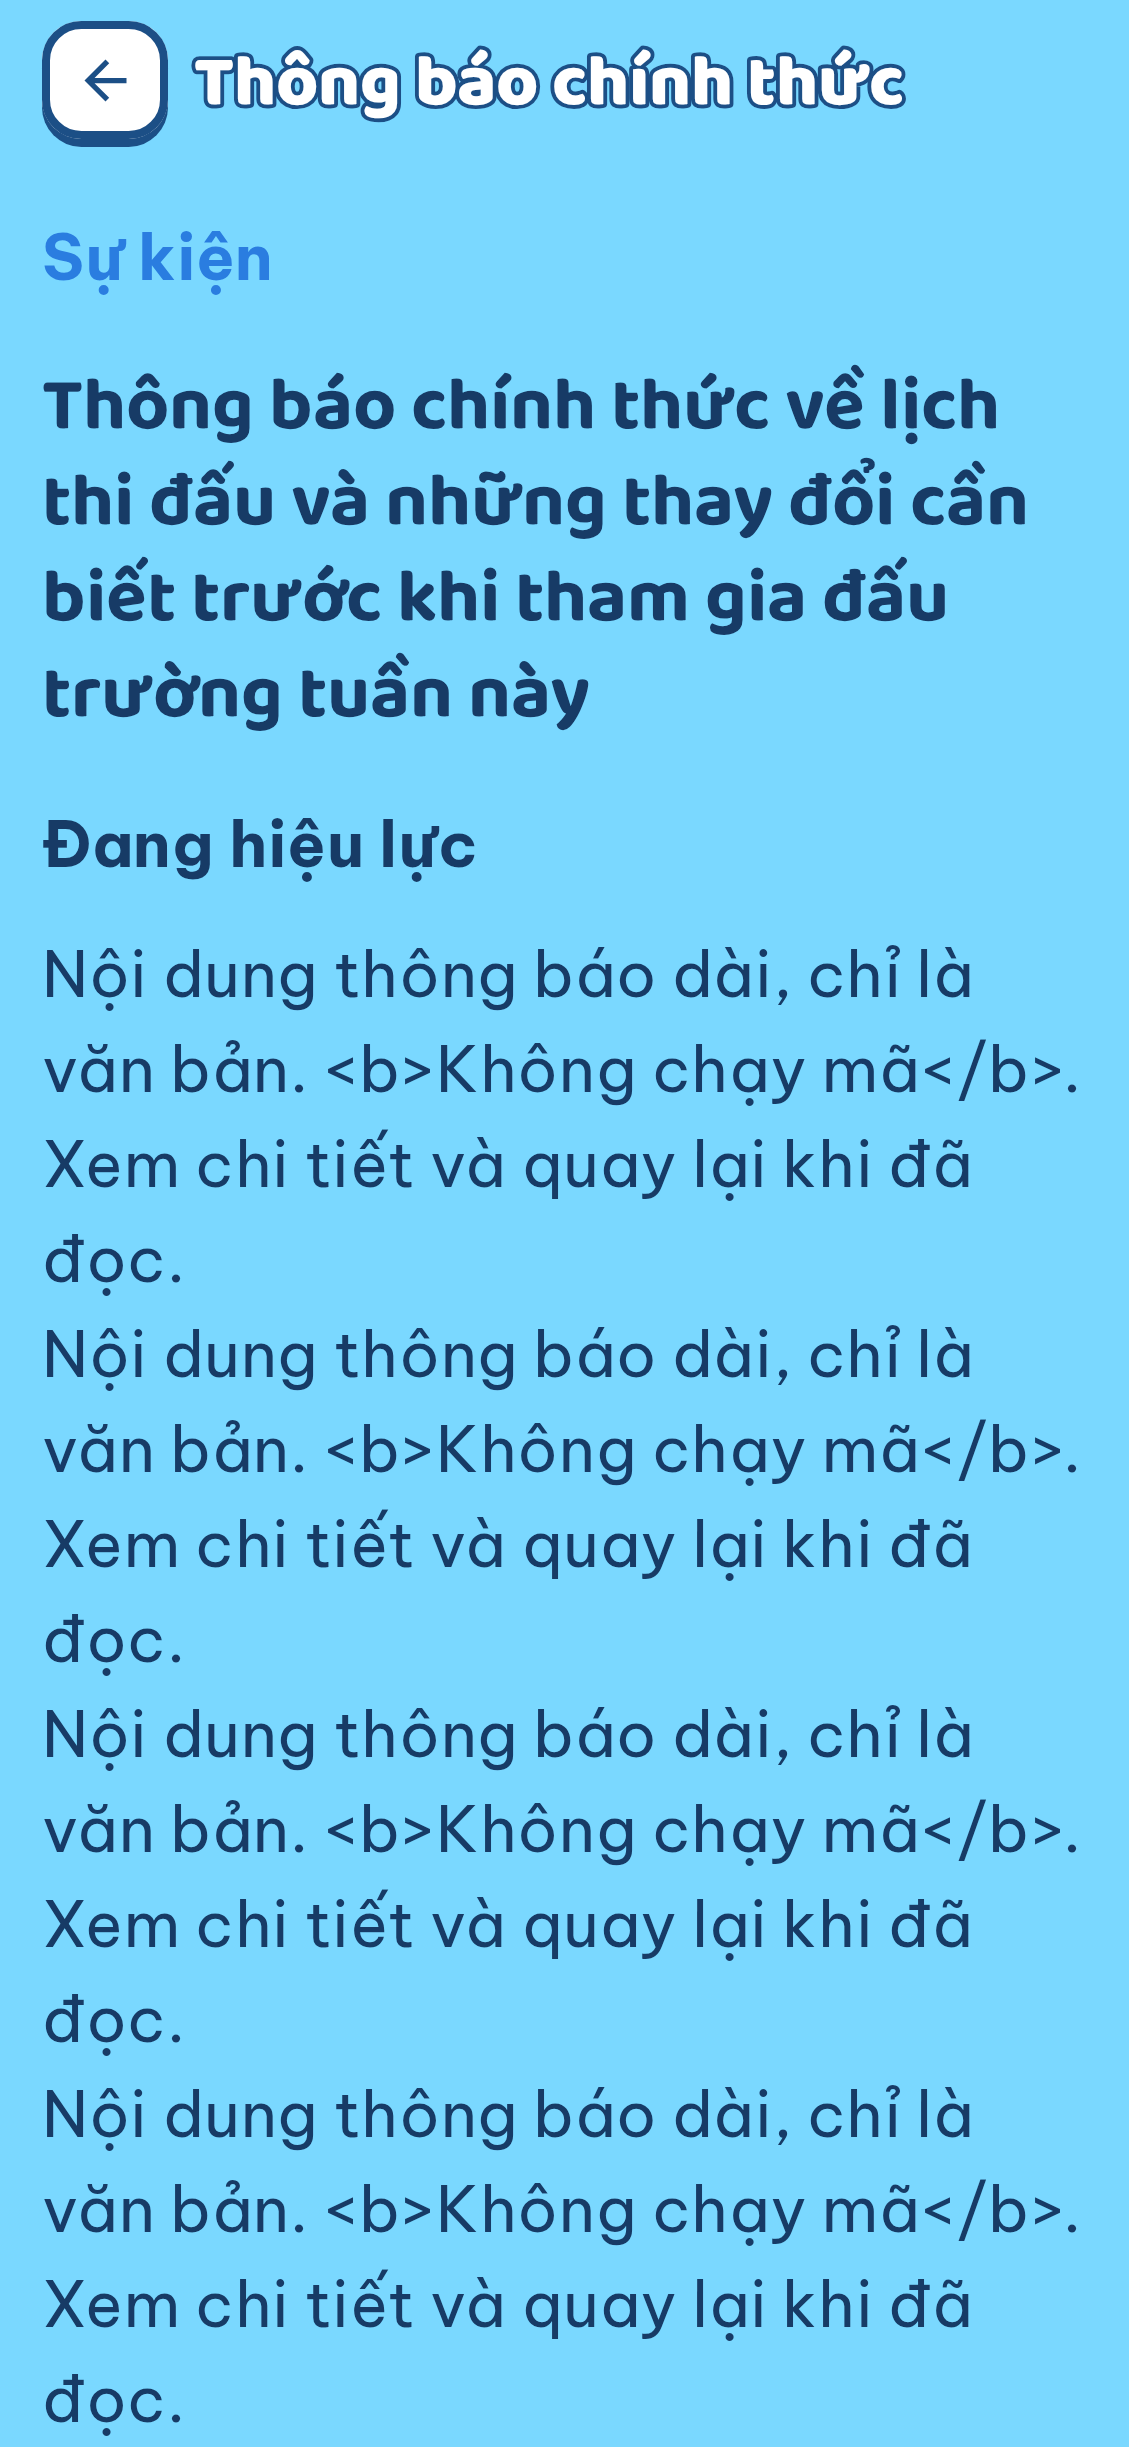 Thông báo chính thức
Sự kiện
Thông báo chính thức về lịch
thi đấu và những thay đổi cần
biết trước khi tham gia đấu
trường tuần này
Đang hiệu lực
Nội dung thông báo dài, chỉ là
văn bản. <b>Không chạy mã</b>.
Xem chi tiết và quay lại khi đã
đọc.
Nội dung thông báo dài, chỉ là
văn bản. <b>Không chạy mã</b>.
Xem chi tiết và quay lại khi đã
đọc.
Nội dung thông báo dài, chỉ là
văn bản. <b>Không chạy mã</b>.
Xem chi tiết và quay lại khi đã
đọc.
Nội dung thông báo dài, chỉ là
văn bản. <b>Không chạy mã</b>.
Xem chi tiết và quay lại khi đã
đọc.